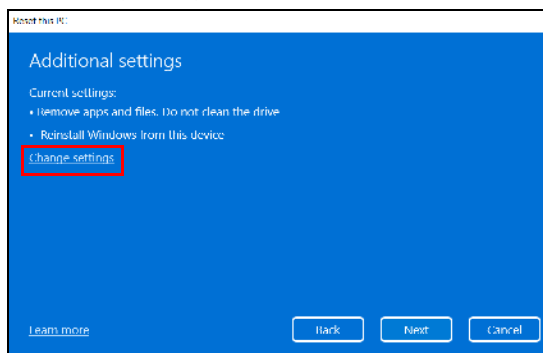 Reset this PC
Additional settings
Current settings:
• Remove apps and files. Do not clean the drive
• Reinstall Windows from this device
Change settings
Learn more
Back
Next
Cancel